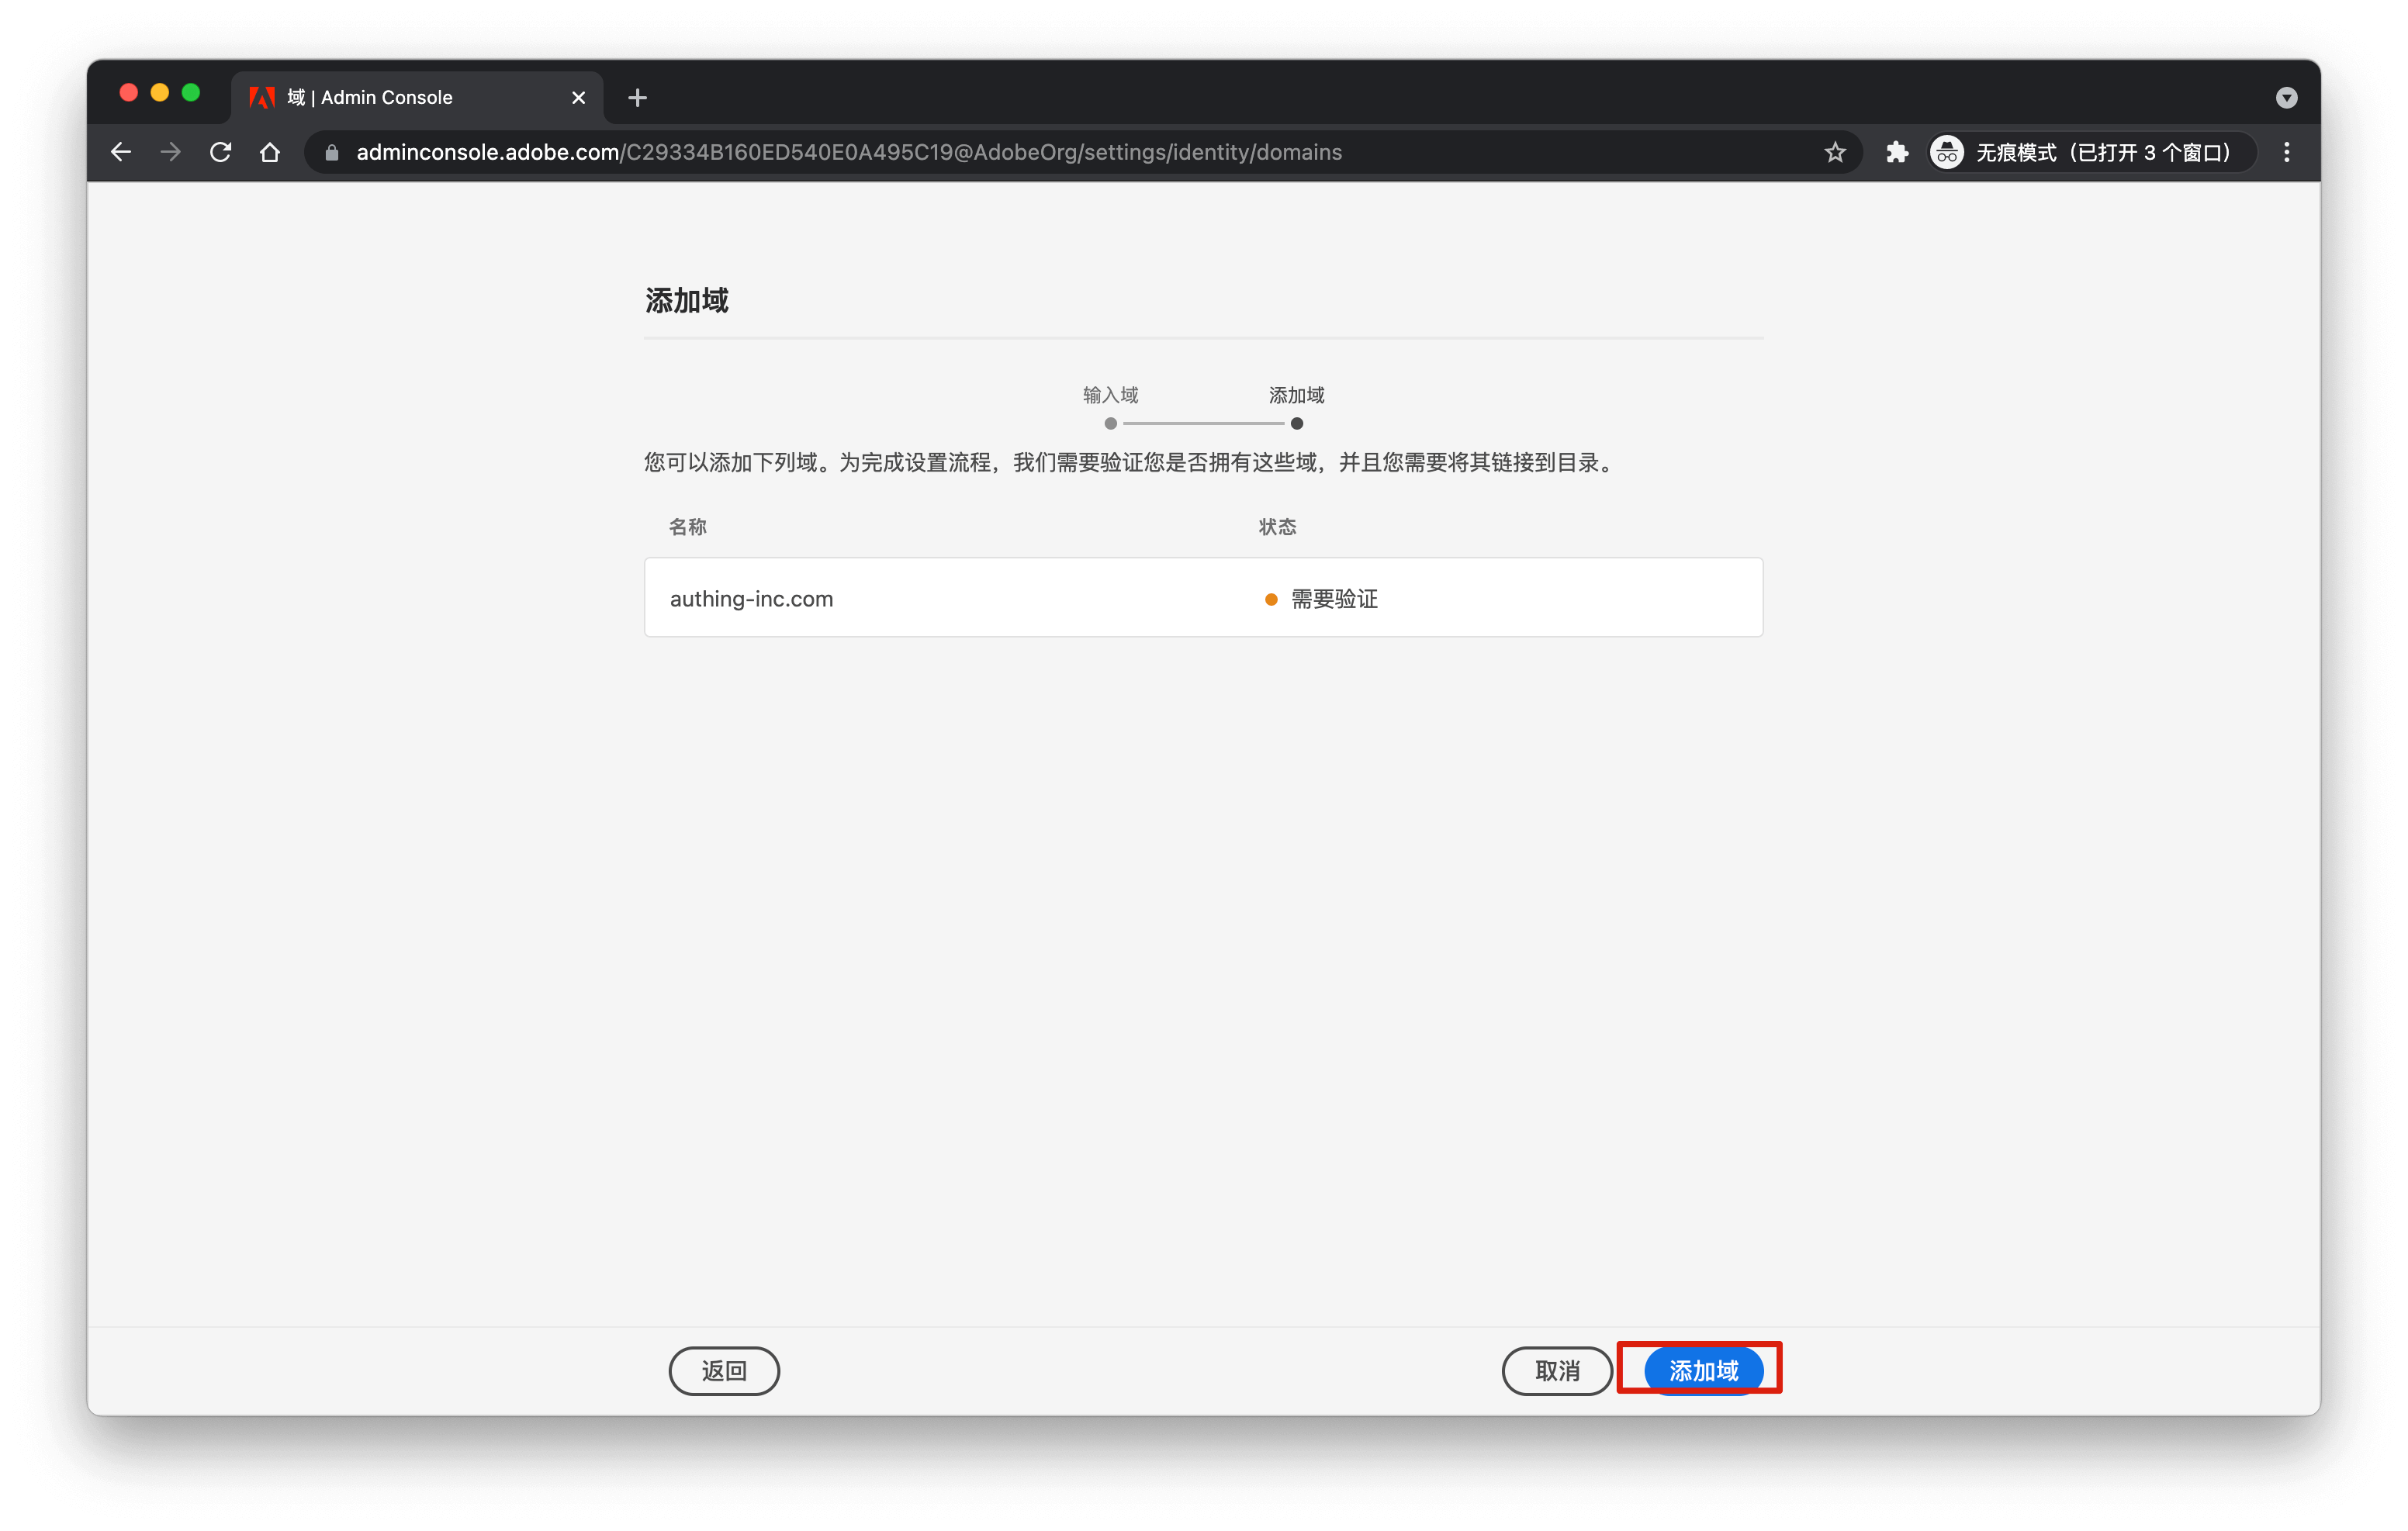 域 | Admin Console
adminconsole.adobe.com/C29334B160ED540E0A495C19@AdobeOrg/settings/identity/domains
无痕模式（已打开 3 个窗口）
添加域
输入域
添加域
您可以添加下列域。为完成设置流程，我们需要验证您是否拥有这些域，并且您需要将其链接到目录。
名称
状态
authing-inc.com
需要验证
返回
取消
添加域